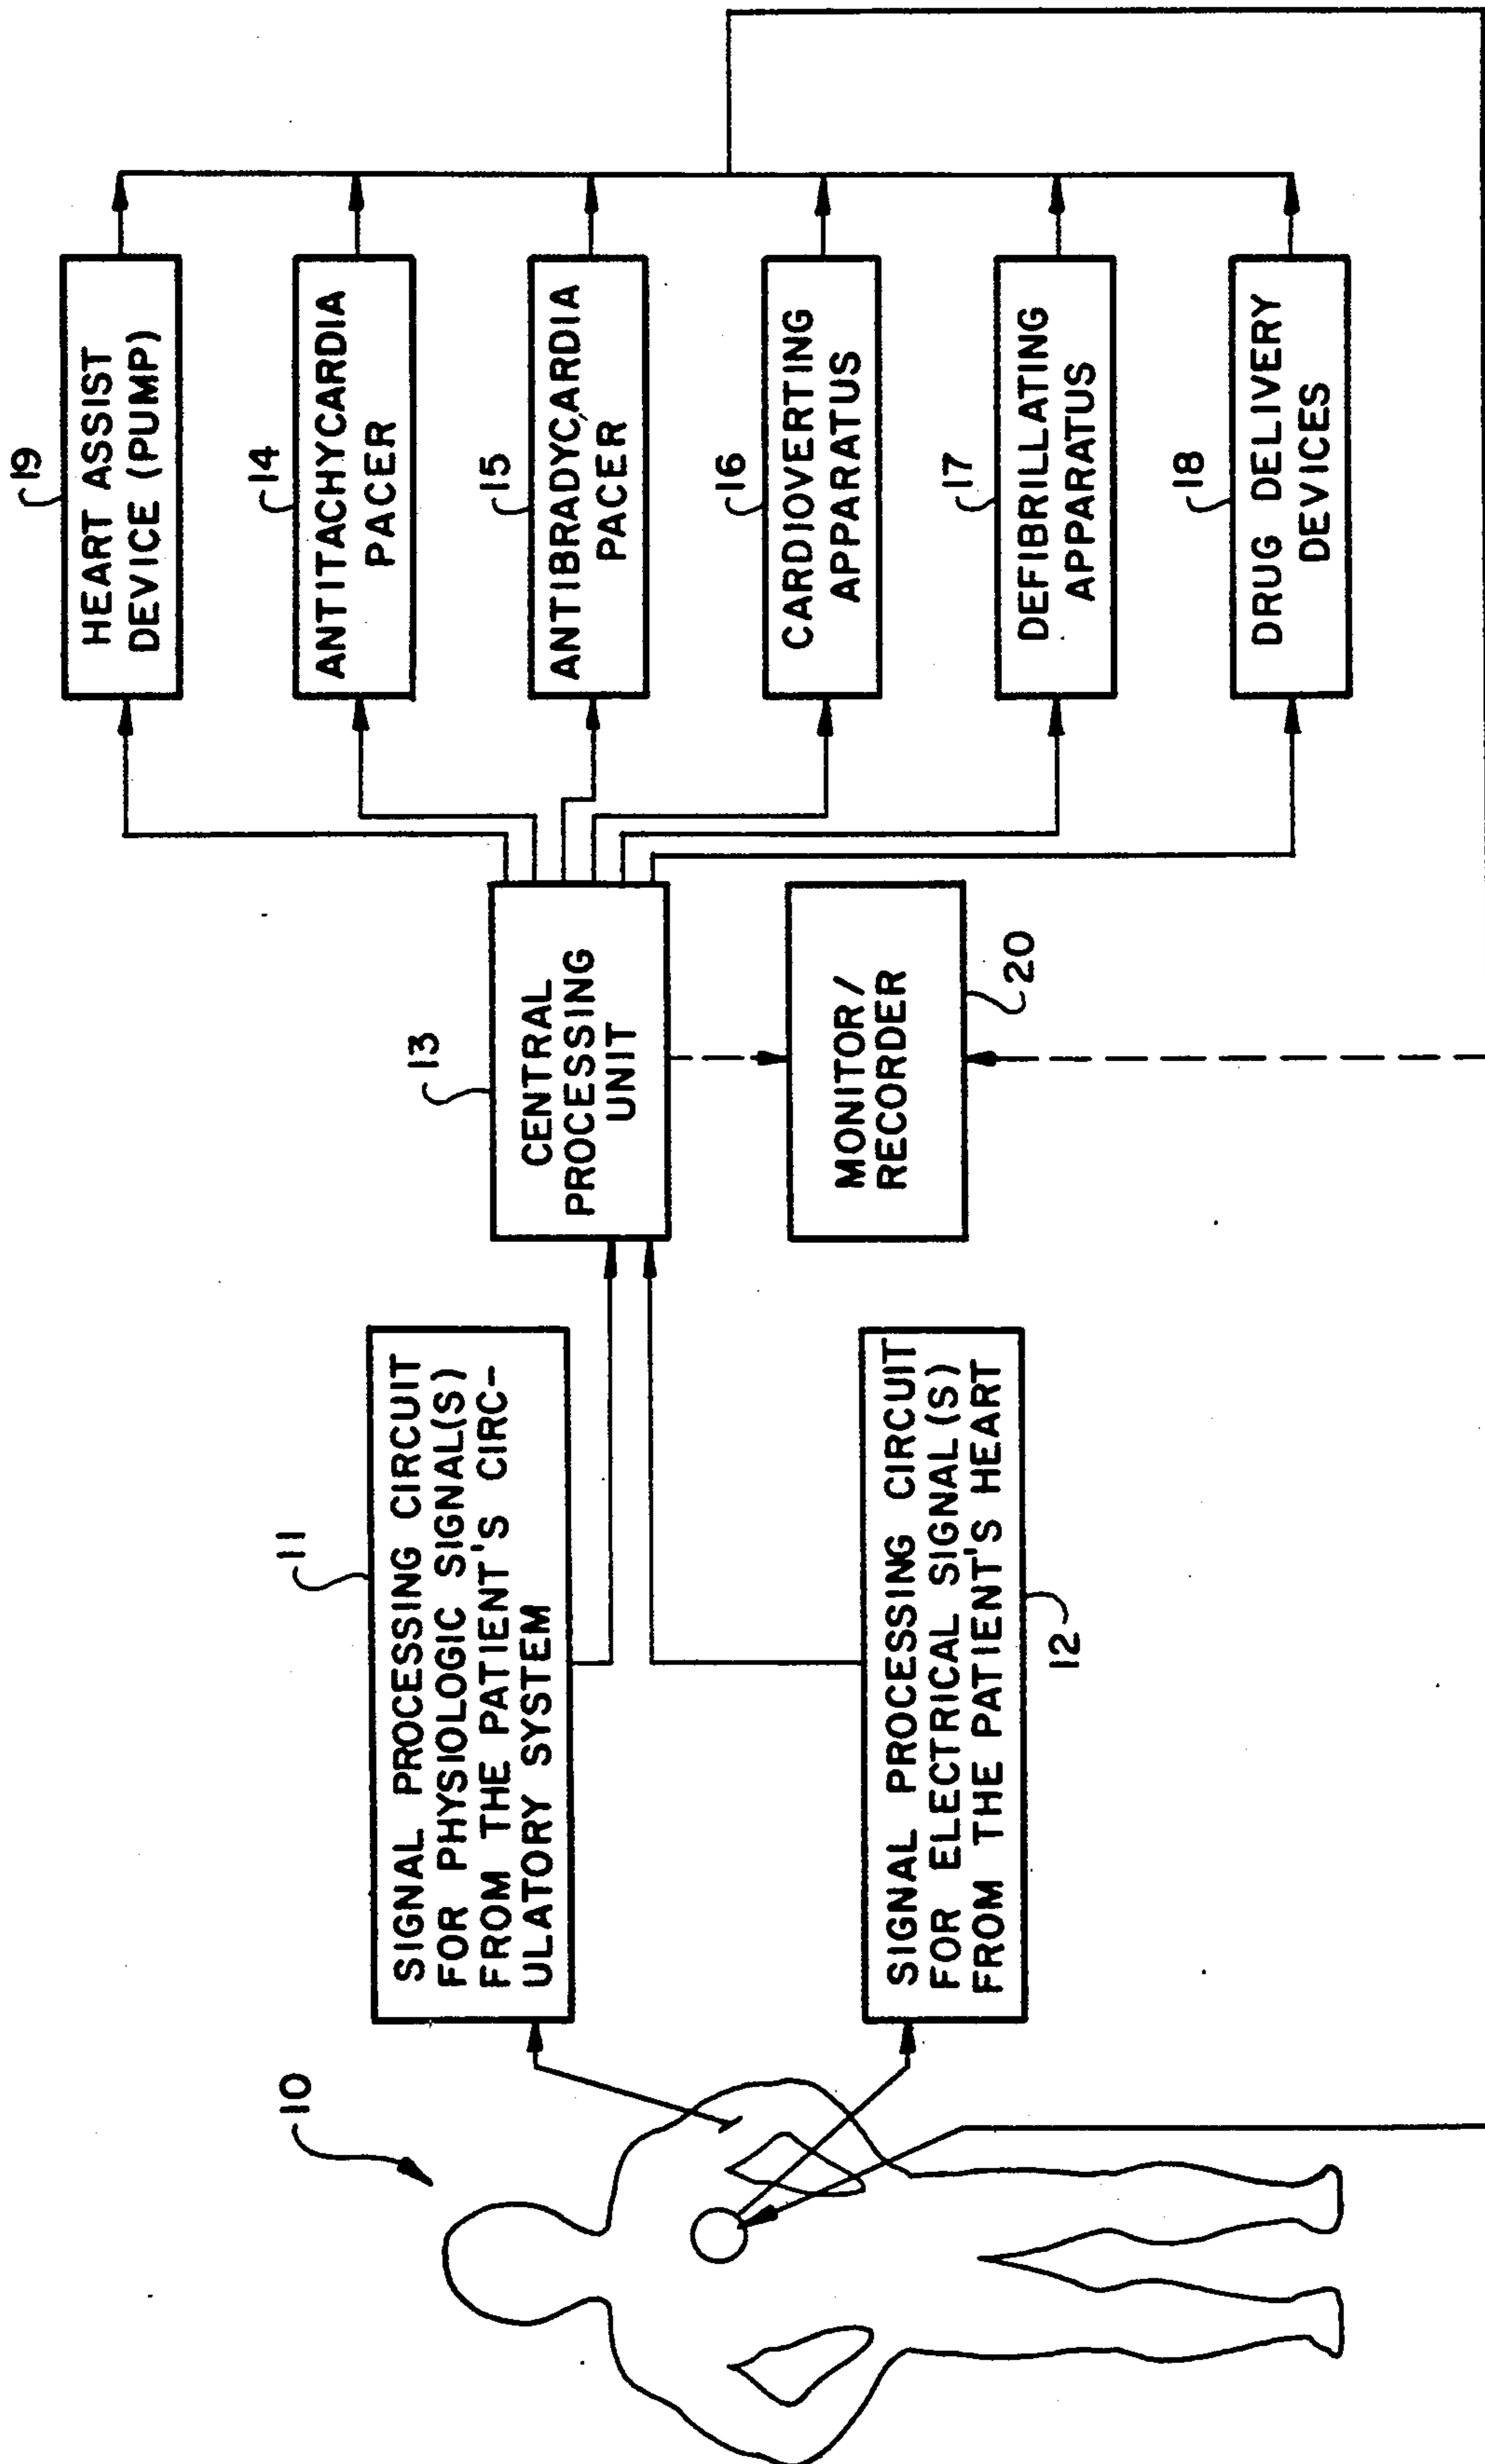 10
11
SIGNAL PROCESSING CIRCUIT
FOR PHYSIOLOGIC SIGNAL(S)
FROM THE PATIENT'S CIRC-
ULATORY SYSTEM
SIGNAL PROCESSING CIRCUIT
FOR ELECTRICAL SIGNAL(S)
FROM THE PATIENT'S HEART
12
13
CENTRAL
PROCESSING
UNIT
MONITOR/
RECORDER
20
19
HEART ASSIST
DEVICE (PUMP)
14
ANTITACHYCARDIA
PACER
15
ANTIBRADYCARDIA
PACER
16
CARDIOVERTING
APPARATUS
17
DEFIBRILLATING
APPARATUS
18
DRUG DELIVERY
DEVICES